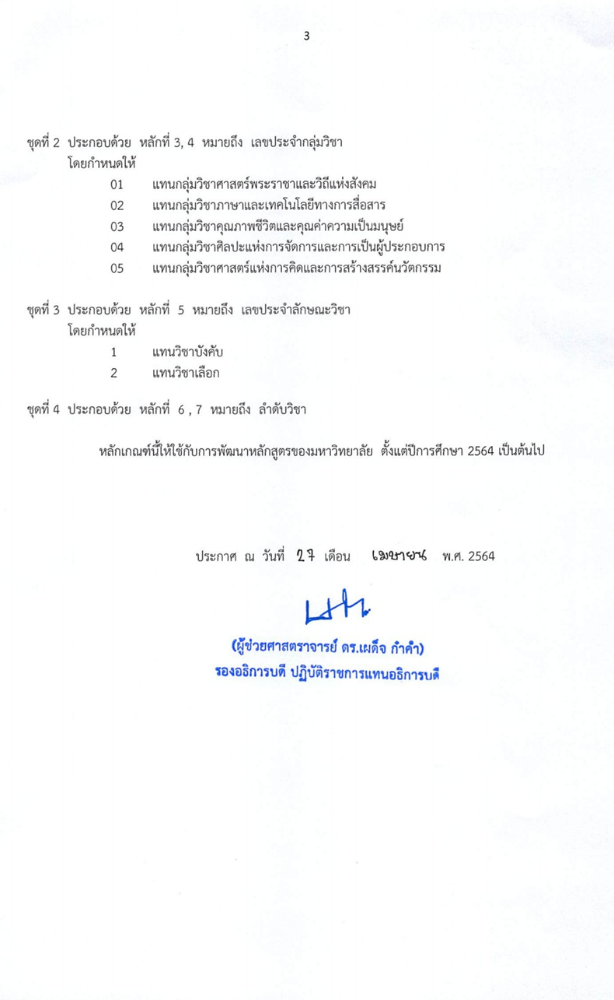 3
ชุดที่ 2 ประกอบด้วย หลักที่ 3, 4 หมายถึง เลขประจำกลุ่มวิชา
โดยกำหนดให้
01 แทนกลุ่มวิชาศาสตร์พระราชาและวิถีแห่งสังคม
02 แทนกลุ่มวิชาภาษาและเทคโนโลยีทางการสื่อสาร
03 แทนกลุ่มวิชาคุณภาพชีวิตและคุณค่าความเป็นมนุษย์
04 แทนกลุ่มวิชาศิลปะแห่งการจัดการและการเป็นผู้ประกอบการ
05 แทนกลุ่มวิชาศาสตร์แห่งการคิดและการสร้างสรรค์นวัตกรรม
ชุดที่ 3 ประกอบด้วย หลักที่ 5 หมายถึง เลขประจำลักษณะวิชา
โดยกำหนดให้
1 แทนวิชาบังคับ
2 แทนวิชาเลือก
ชุดที่ 4 ประกอบด้วย หลักที่ 6 , 7 หมายถึง ลำดับวิชา
หลักเกณฑ์นี้ให้ใช้กับการพัฒนาหลักสูตรของมหาวิทยาลัย ตั้งแต่ปีการศึกษา 2564 เป็นต้นไป
ประกาศ ณ วันที่ 27 เดือน เมษายน พ.ศ. 2564
(ผู้ช่วยศาสตราจารย์ ดร.เผด็จ ก๋าคำ)
รองอธิการบดี ปฏิบัติราชการแทนอธิการบดี